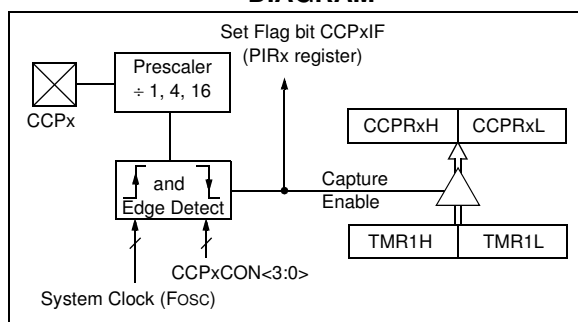 Set Flag bit CCPxIF
(PIRx register)
Prescaler
÷ 1, 4, 16
CCPx
CCPRxH CCPRxL
and
Edge Detect
Capture
Enable
TMR1H TMR1L
CCPxCON<3:0>
System Clock (FOSC)